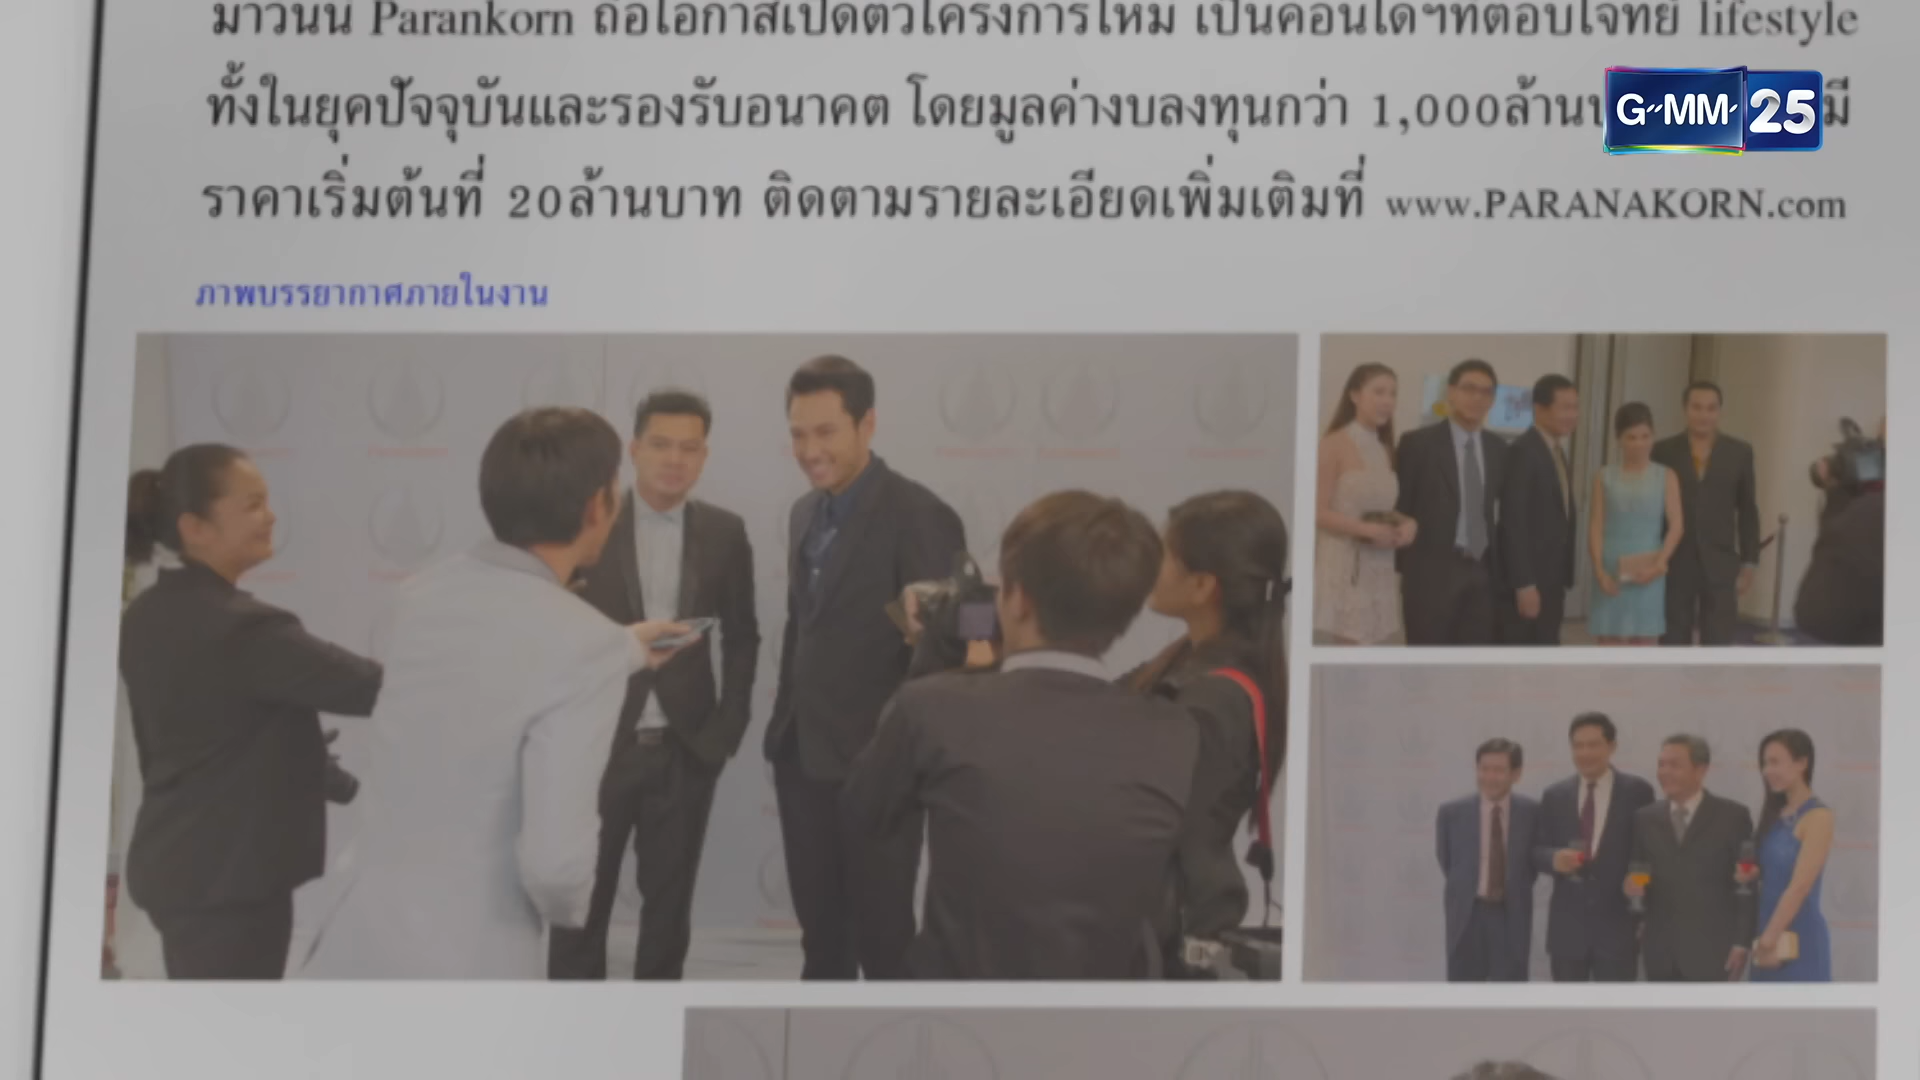 มาวันนี้ Parankorn ถือโอกาสเปิดตัวโครงการใหม่ เป็นคอนโดฯที่ตอบโจทย์ lifestyle
ทั้งในยุคปัจจุบันและรองรับอนาคต โดยมูลค่างบลงทุนกว่า 1,000ล้านบ มี
GMM 25
ราคาเริ่มต้นที่ 20ล้านบาท ติดตามรายละเอียดเพิ่มเติมที่ www.PARANAKORN.com
ภาพบรรยากาศภายในงาน